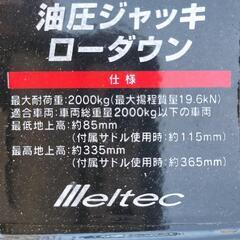 油圧ジャッキ
ローダウン
仕様
最大耐荷重:2000kg(最大揚程質量19.6kN)
適合車両:車両総重量2000kg以下の車両
最低地上高:約85mm
(付属サドル使用時:約115mm)
最高地上高:約335mm
(付属サドル使用時:約365mm)
Meltec